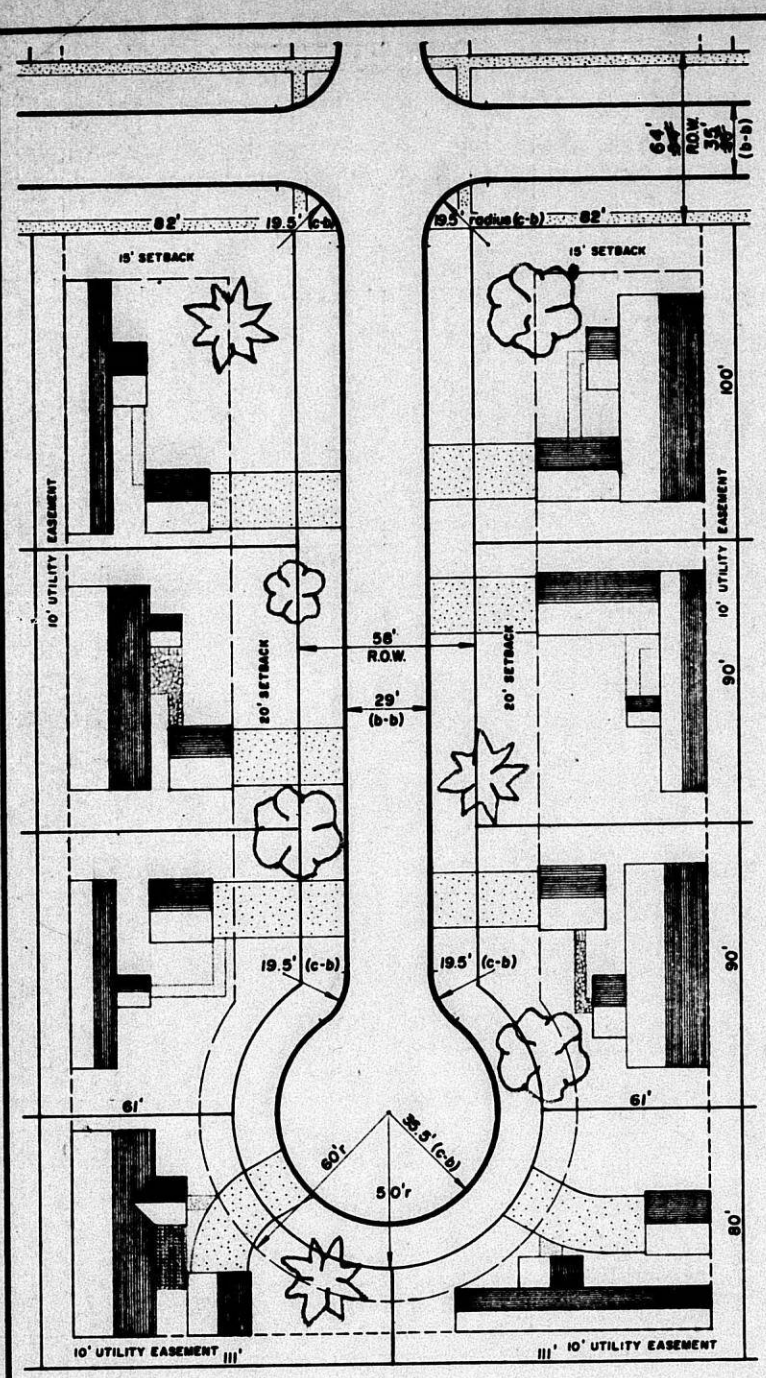 64'
R.O.W.
35'
(b-b)
82'
19.5' (c-b)
19.5' radius (c-b)
82'
15' SETBACK
15' SETBACK
100'
10' UTILITY EASEMENT
10' UTILITY EASEMENT
58'
R.O.W.
20' SETBACK
20' SETBACK
29'
(b-b)
90'
19.5' (c-b)
19.5' (c-b)
90'
61'
61'
35.5' (c-b)
60'r
50'r
80'
10' UTILITY EASEMENT
111'
111'
10' UTILITY EASEMENT